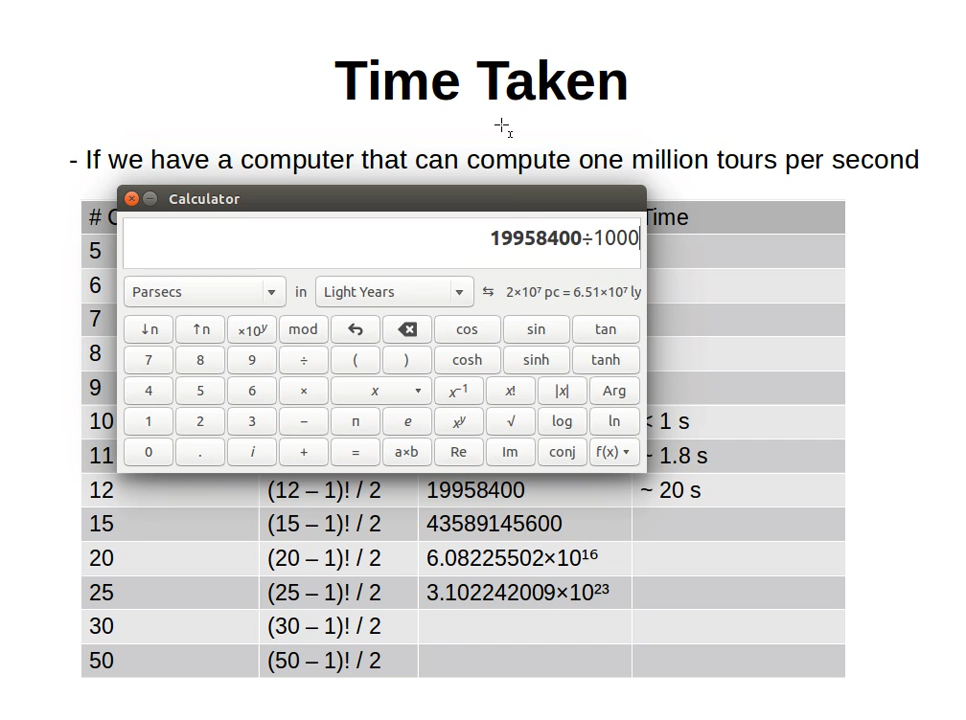 Time Taken
- If we have a computer that can compute one million tours per second
Calculator
19958400÷1000
Parsecs in Light Years ⇆ 2×10⁷ pc = 6.51×10⁷ ly
↓n ↑n ×10ʸ mod cos sin tan
7 8 9 ÷ ( ) cosh sinh tanh
4 5 6 × x x⁻¹ x! |x| Arg
1 2 3 − π e xʸ √ log ln
0 . i + = a×b Re Im conj f(x)
# C Time
5
6
7
8
9
10 < 1 s
11 ~ 1.8 s
12 (12 – 1)! / 2 19958400 ~ 20 s
15 (15 – 1)! / 2 43589145600
20 (20 – 1)! / 2 6.08225502×10¹⁶
25 (25 – 1)! / 2 3.102242009×10²³
30 (30 – 1)! / 2
50 (50 – 1)! / 2